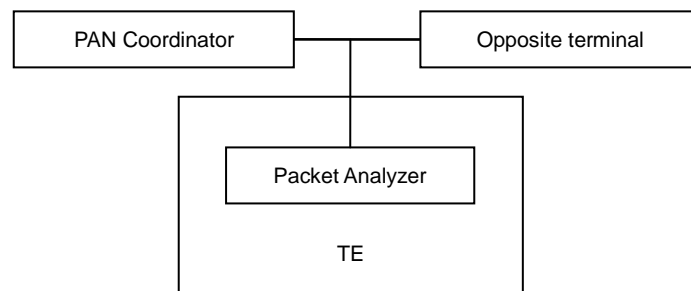 PAN Coordinator
Opposite terminal
Packet Analyzer
TE